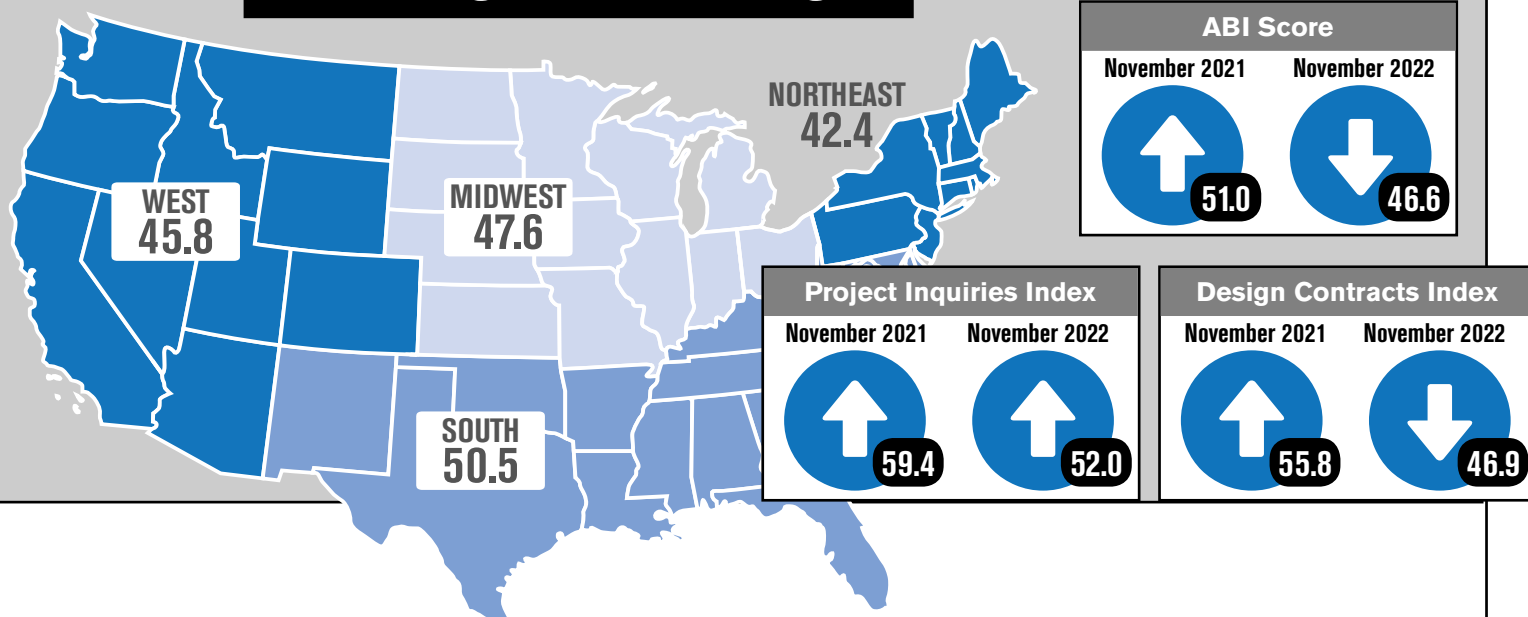 NORTHEAST
42.4
WEST
45.8
MIDWEST
47.6
SOUTH
50.5
ABI Score
November 2021
November 2022
51.0
46.6
Project Inquiries Index
November 2021
November 2022
59.4
52.0
Design Contracts Index
November 2021
November 2022
55.8
46.9